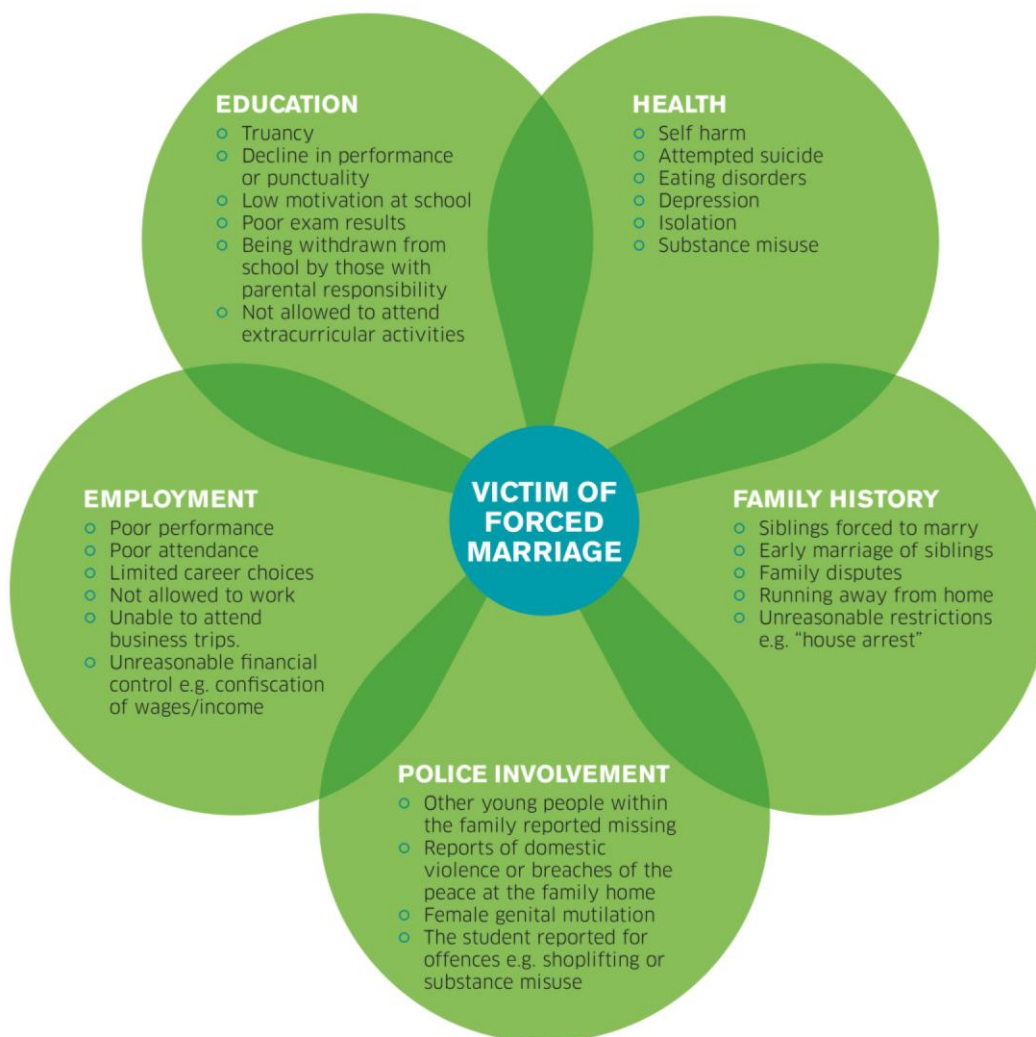 EDUCATION
Truancy
Decline in performance
or punctuality
Low motivation at school
Poor exam results
Being withdrawn from
school by those with
parental responsibility
Not allowed to attend
extracurricular activities
HEALTH
Self harm
Attempted suicide
Eating disorders
Depression
Isolation
Substance misuse
EMPLOYMENT
Poor performance
Poor attendance
Limited career choices
Not allowed to work
Unable to attend
business trips.
Unreasonable financial
control e.g. confiscation
of wages/income
VICTIM OF
FORCED
MARRIAGE
FAMILY HISTORY
Siblings forced to marry
Early marriage of siblings
Family disputes
Running away from home
Unreasonable restrictions
e.g. “house arrest”
POLICE INVOLVEMENT
Other young people within
the family reported missing
Reports of domestic
violence or breaches of the
peace at the family home
Female genital mutilation
The student reported for
offences e.g. shoplifting or
substance misuse